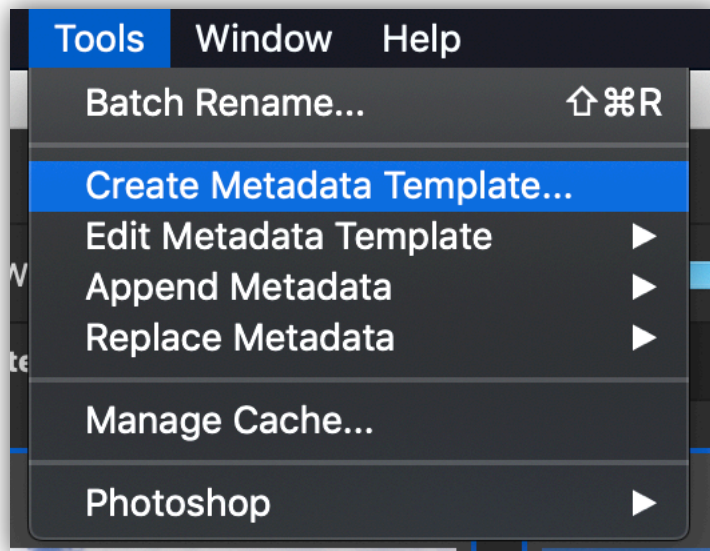 Tools Window Help
Batch Rename... ⇧⌘R
Create Metadata Template...
Edit Metadata Template ▶
Append Metadata ▶
Replace Metadata ▶
Manage Cache...
Photoshop ▶